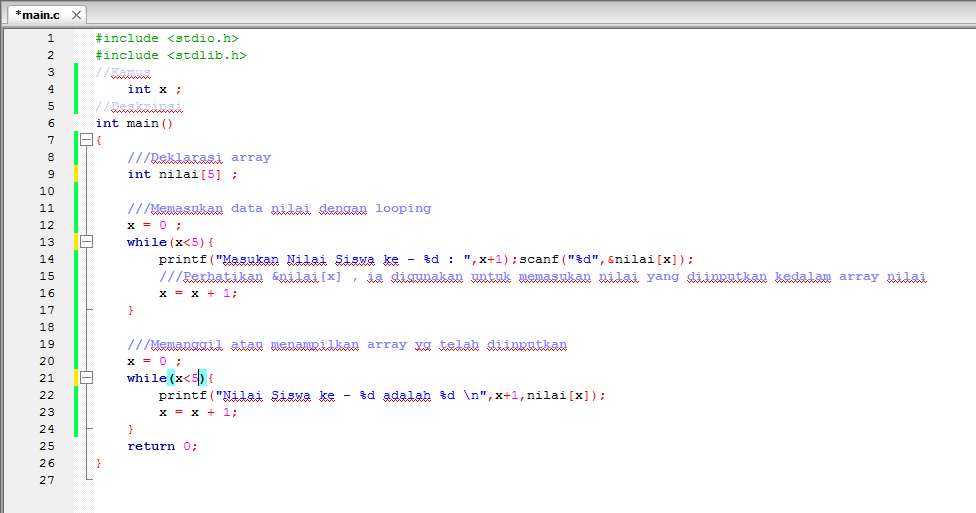 *main.c
1 #include <stdio.h>
2 #include <stdlib.h>
3 //Kamus
4 int x ;
5 //Deskripsi
6 int main()
7 {
8 ///Deklarasi array
9 int nilai[5] ;
10
11 ///Memasukan data nilai dengan looping
12 x = 0 ;
13 while(x<5){
14 printf("Masukan Nilai Siswa ke - %d : ",x+1);scanf("%d",&nilai[x]);
15 ///Perhatikan &nilai[x] , ia digunakan untuk memasukan nilai yang diinputkan kedalam array nilai
16 x = x + 1;
17 }
18
19 ///Memanggil atau menampilkan array yg telah diinputkan
20 x = 0 ;
21 while(x<5){
22 printf("Nilai Siswa ke - %d adalah %d \n",x+1,nilai[x]);
23 x = x + 1;
24 }
25 return 0;
26 }
27